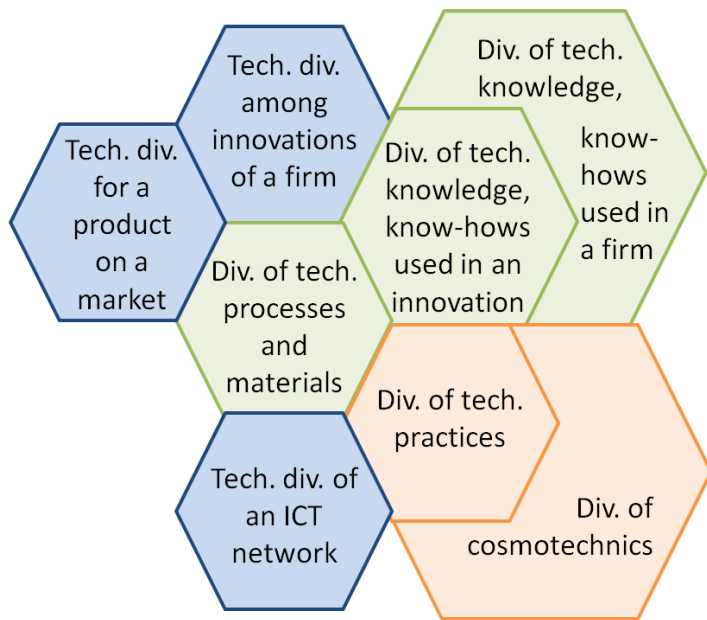 Tech. div.
among
innovations
of a firm
Div. of tech.
knowledge,
know-
hows
used in
a firm
Tech. div.
for a
product
on a
market
Div. of tech.
knowledge,
know-hows
used in an
innovation
Div. of tech.
processes
and
materials
Div. of tech.
practices
Tech. div. of
an ICT
network
Div. of
cosmotechnics